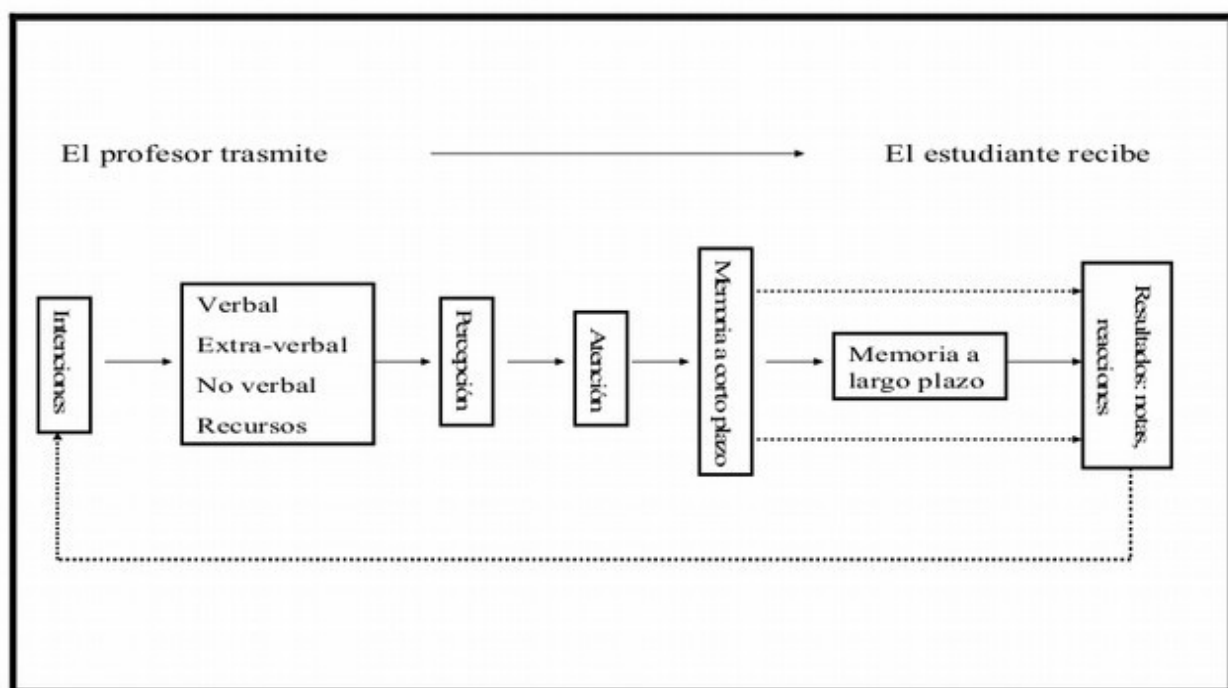 El profesor trasmite
El estudiante recibe
Intenciones
Verbal
Extra-verbal
No verbal
Recursos
Percepción
Atención
Memoria a corto plazo
Memoria a
largo plazo
Resultados: notas,
reacciones